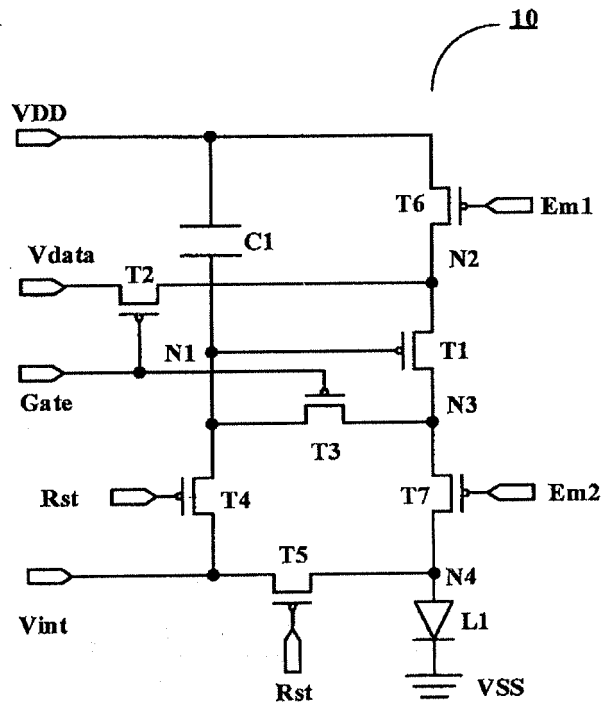 10
VDD
T6
Em1
C1
N2
Vdata
T2
N1
T1
Gate
N3
T3
Rst
T4
T7
Em2
T5
N4
Vint
L1
Rst
VSS